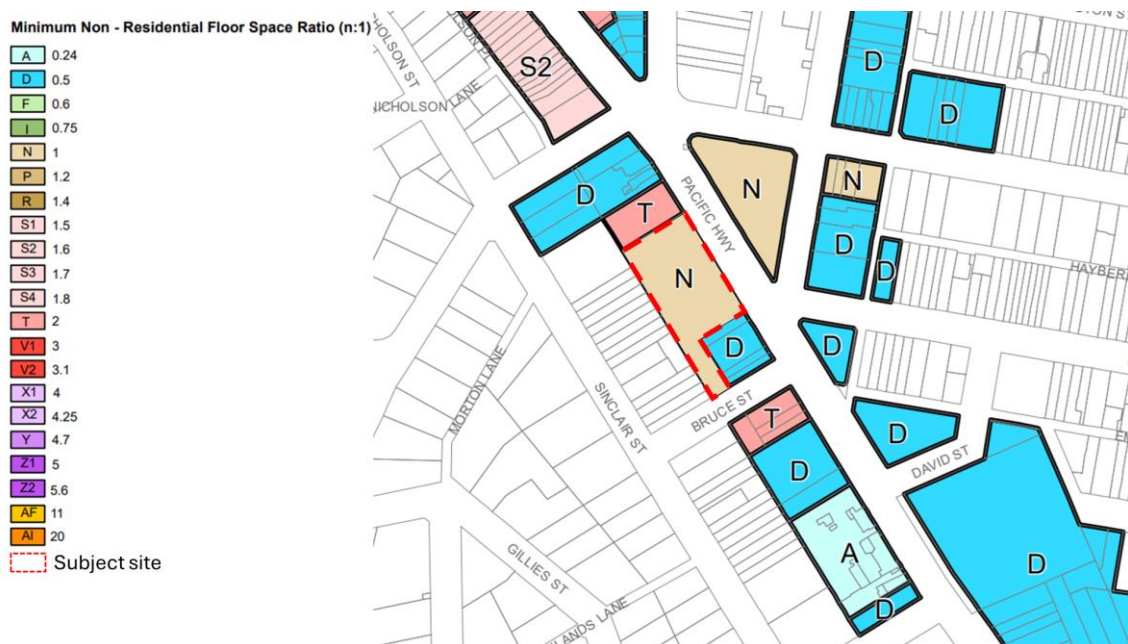 Minimum Non - Residential Floor Space Ratio (n:1)
A 0.24
D 0.5
F 0.6
I 0.75
N 1
P 1.2
R 1.4
S1 1.5
S2 1.6
S3 1.7
S4 1.8
T 2
V1 3
V2 3.1
X1 4
X2 4.25
Y 4.7
Z1 5
Z2 5.6
AF 11
AI 20
Subject site
S2
D
D
NICHOLSON LANE
D
T
PACIFIC HWY
N
N
D
D
N
D
D
MORTON LANE
SINCLAIR ST
BRUCE ST
T
D
D
DAVID ST
A
D
D
GILLIES ST
LANDS LANE